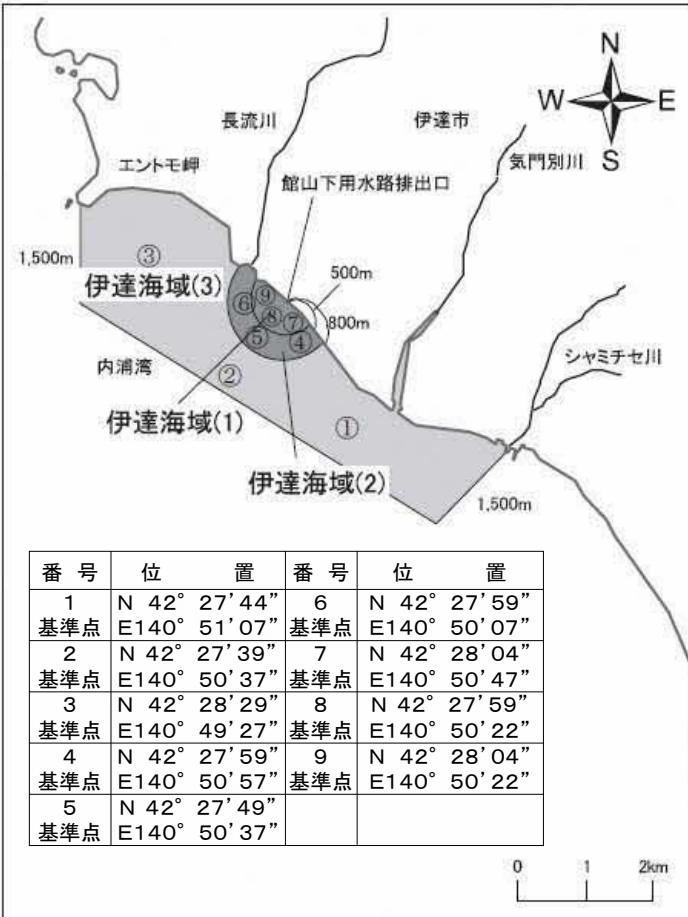 N
W E
S
長流川
伊達市
気門別川
エントモ岬
館山下用水路排出口
1,500m
③
500m
伊達海域(3)
⑥
⑨
⑧
⑦
800m
⑤
④
シャミチセ川
内浦湾
②
伊達海域(1)
①
伊達海域(2)
1,500m
番 号 位 置 番 号 位 置
1 N 42° 27’44” 6 N 42° 27’59”
基準点 E140° 51’07” 基準点 E140° 50’07”
2 N 42° 27’39” 7 N 42° 28’04”
基準点 E140° 50’37” 基準点 E140° 50’47”
3 N 42° 28’29” 8 N 42° 27’59”
基準点 E140° 49’27” 基準点 E140° 50’22”
4 N 42° 27’59” 9 N 42° 28’04”
基準点 E140° 50’57” 基準点 E140° 50’22”
5 N 42° 27’49”
基準点 E140° 50’37”
0 1 2km